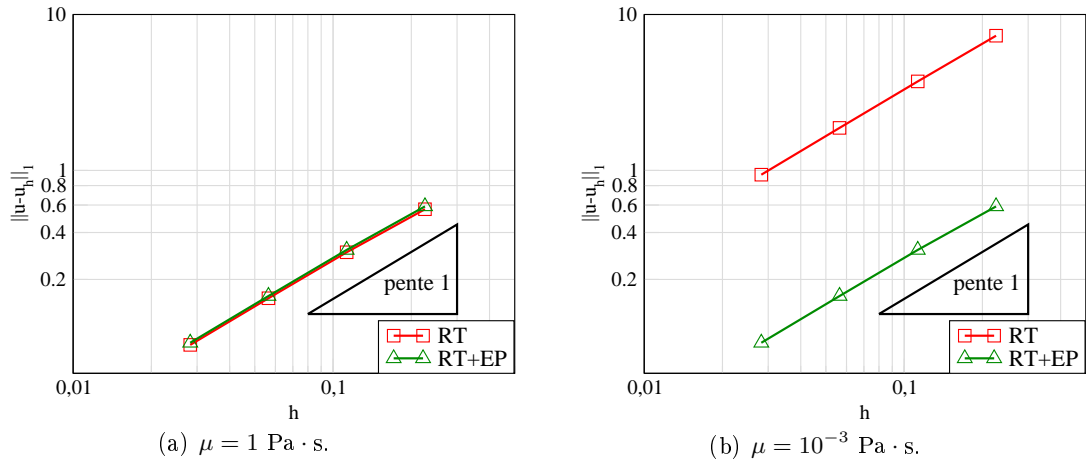 10
1
0.8
0.6
0.4
0.2
||u-u_h||_1
0,01
0,1
h
pente 1
RT
RT+EP
(a) μ = 1 Pa · s.
10
1
0.8
0.6
0.4
0.2
||u-u_h||_1
0,01
0,1
h
pente 1
RT
RT+EP
(b) μ = 10⁻³ Pa · s.